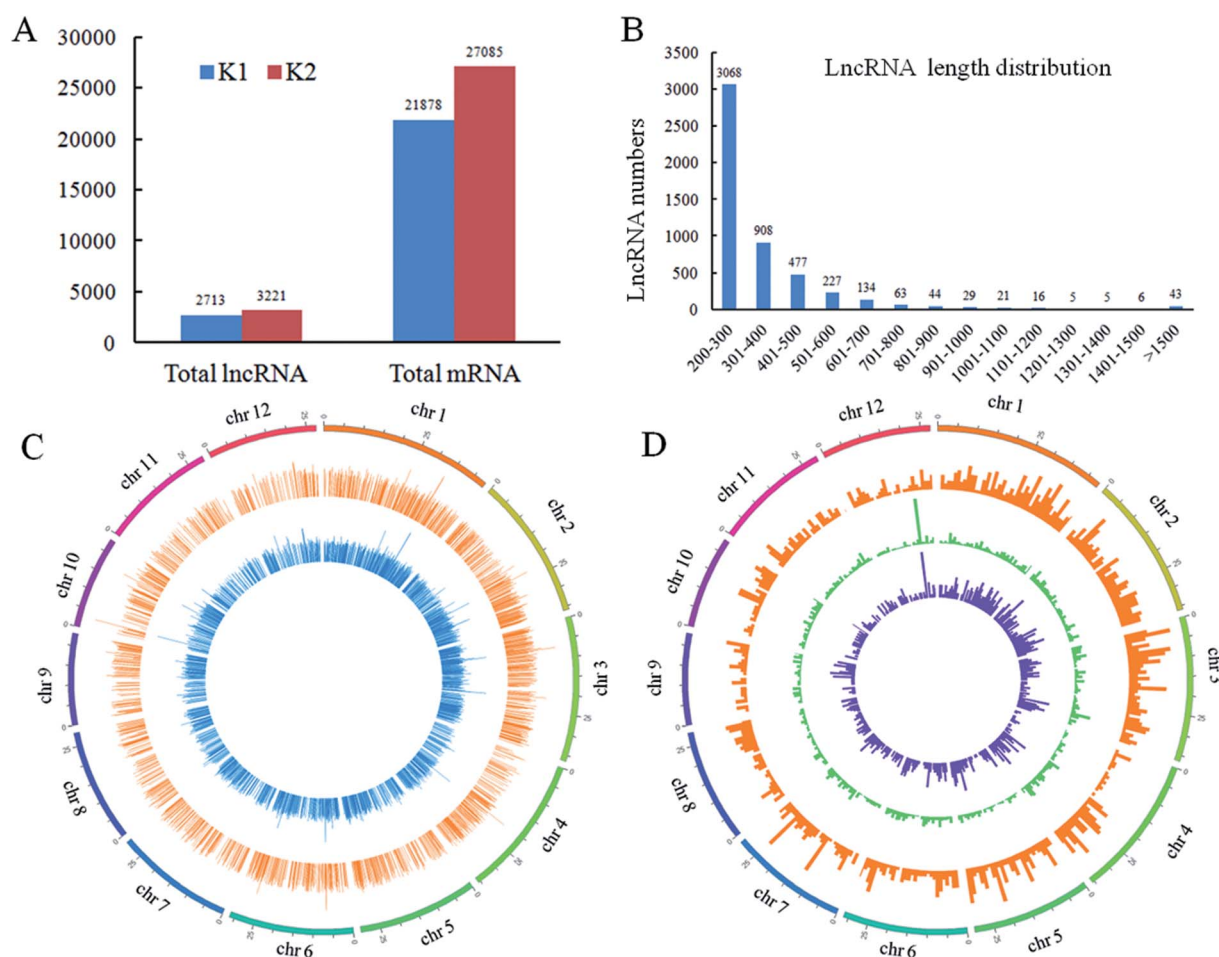 A
30000
25000
20000
15000
10000
5000
0
K1 K2
2713
3221
21878
27085
Total lncRNA
Total mRNA
B
LncRNA length distribution
LncRNA numbers
3500
3000
2500
2000
1500
1000
500
0
3068
908
477
227
134
63
44
29
21
16
5
5
6
43
200-300
301-400
401-500
501-600
601-700
701-800
801-900
901-1000
1001-1100
1101-1200
1201-1300
1301-1400
1401-1500
>1500
C
chr 1
chr 2
chr 3
chr 4
chr 5
chr 6
chr 7
chr 8
chr 9
chr 10
chr 11
chr 12
D
chr 1
chr 2
chr 3
chr 4
chr 5
chr 6
chr 7
chr 8
chr 9
chr 10
chr 11
chr 12